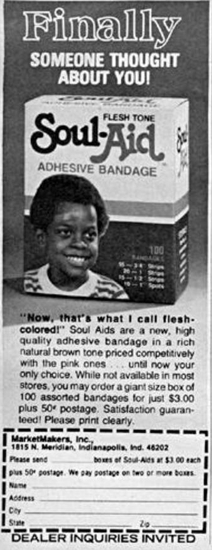 Finally
SOMEONE THOUGHT
ABOUT YOU!
FLESH TONE
Soul-Aid
ADHESIVE BANDAGE
100
BANDAGES
Strips
Strips
Strips
Spots
"Now, that's what I call flesh-
colored!" Soul Aids are a new, high
quality adhesive bandage in a rich
natural brown tone priced competitively
with the pink ones . . . until now your
only choice. While not available in most
stores, you may order a giant size box of
100 assorted bandages for just $3.00
plus 50¢ postage. Satisfaction guaran-
teed! Please print clearly.
MarketMakers, Inc.,
1815 N. Meridian, Indianapolis, Ind. 46202
Please send boxes of Soul-Aids at $3.00 each
plus 50¢ postage. We pay postage on two or more boxes.
Name
Address
City
State Zip
DEALER INQUIRIES INVITED